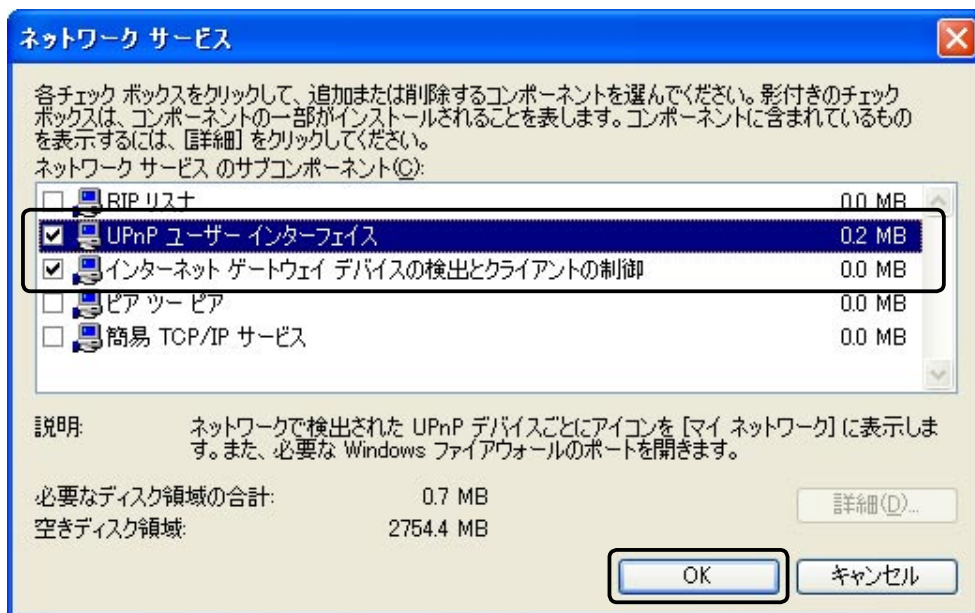 ネットワーク サービス
各チェック ボックスをクリックして、追加または削除するコンポーネントを選んでください。影付きのチェック
ボックスは、コンポーネントの一部がインストールされることを表します。コンポーネントに含まれているもの
を表示するには、[詳細] をクリックしてください。
ネットワーク サービス のサブコンポーネント(C):
RIP リスナ 0.0 MB
UPnP ユーザー インターフェイス 0.2 MB
インターネット ゲートウェイ デバイスの検出とクライアントの制御 0.0 MB
ピア ツー ピア 0.0 MB
簡易 TCP/IP サービス 0.0 MB
説明: ネットワークで検出された UPnP デバイスごとにアイコンを [マイ ネットワーク] に表示しま
す。また、必要な Windows ファイアウォールのポートを開きます。
必要なディスク領域の合計: 0.7 MB
空きディスク領域: 2754.4 MB
詳細(D)...
OK キャンセル